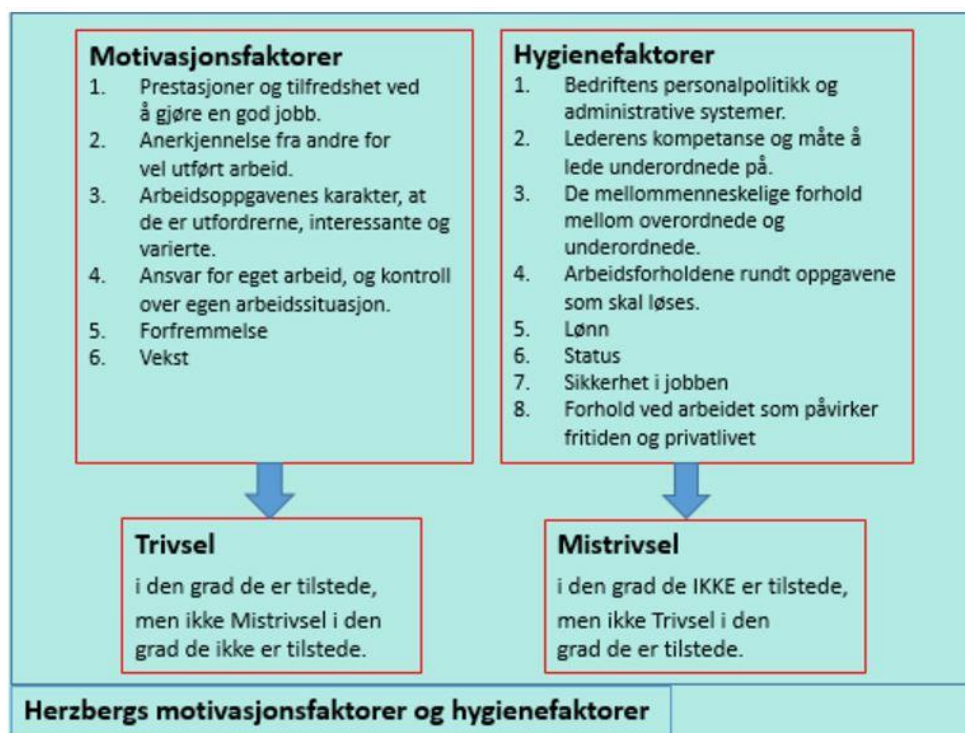 Motivasjonsfaktorer
1. Prestasjoner og tilfredshet ved
å gjøre en god jobb.
2. Anerkjennelse fra andre for
vel utført arbeid.
3. Arbeidsoppgavenes karakter, at
de er utfordrerne, interessante og
varierte.
4. Ansvar for eget arbeid, og kontroll
over egen arbeidssituasjon.
5. Forfremmelse
6. Vekst
Hygienefaktorer
1. Bedriftens personalpolitikk og
administrative systemer.
2. Lederens kompetanse og måte å
lede underordnede på.
3. De mellommenneskelige forhold
mellom overordnede og
underordnede.
4. Arbeidsforholdene rundt oppgavene
som skal løses.
5. Lønn
6. Status
7. Sikkerhet i jobben
8. Forhold ved arbeidet som påvirker
fritiden og privatlivet
Trivsel
i den grad de er tilstede,
men ikke Mistrivsel i den
grad de ikke er tilstede.
Mistrivsel
i den grad de IKKE er tilstede,
men ikke Trivsel i den
grad de er tilstede.
Herzbergs motivasjonsfaktorer og hygienefaktorer